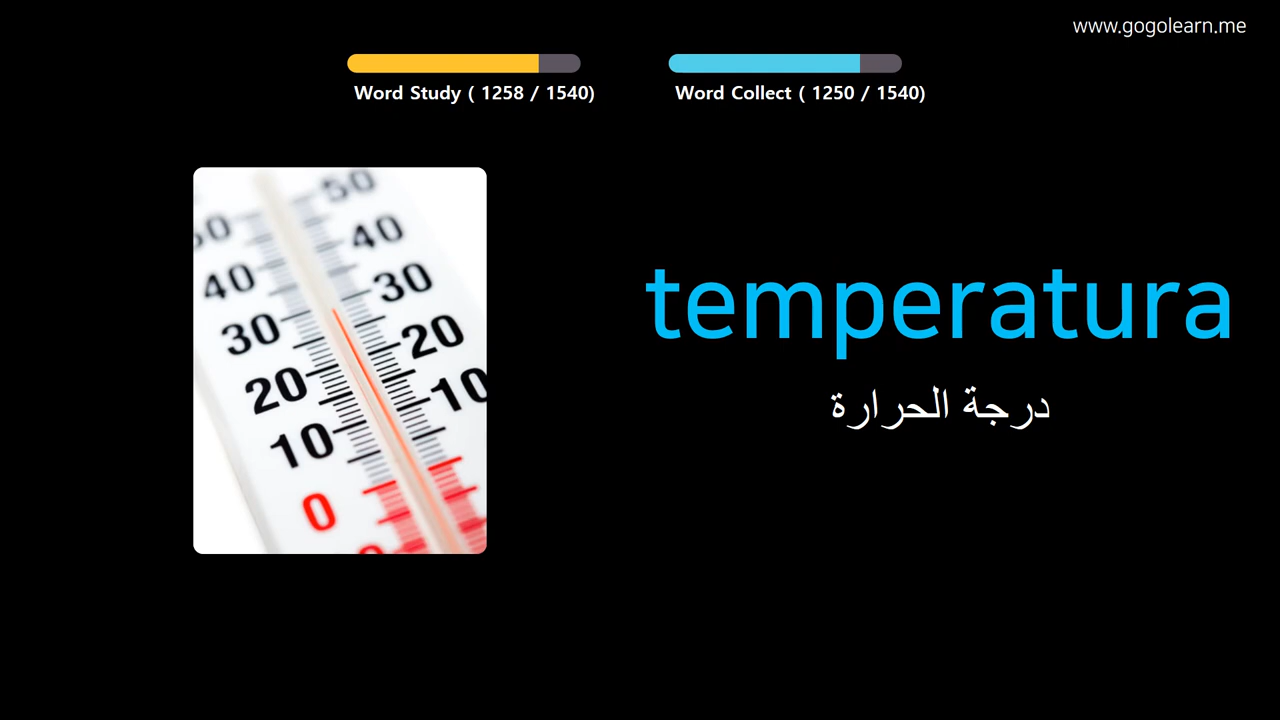 www.gogolearn.me
Word Study ( 1258 / 1540)
Word Collect ( 1250 / 1540)
50
40
30
20
10
40
30
20
10
0
temperatura
درجة الحرارة